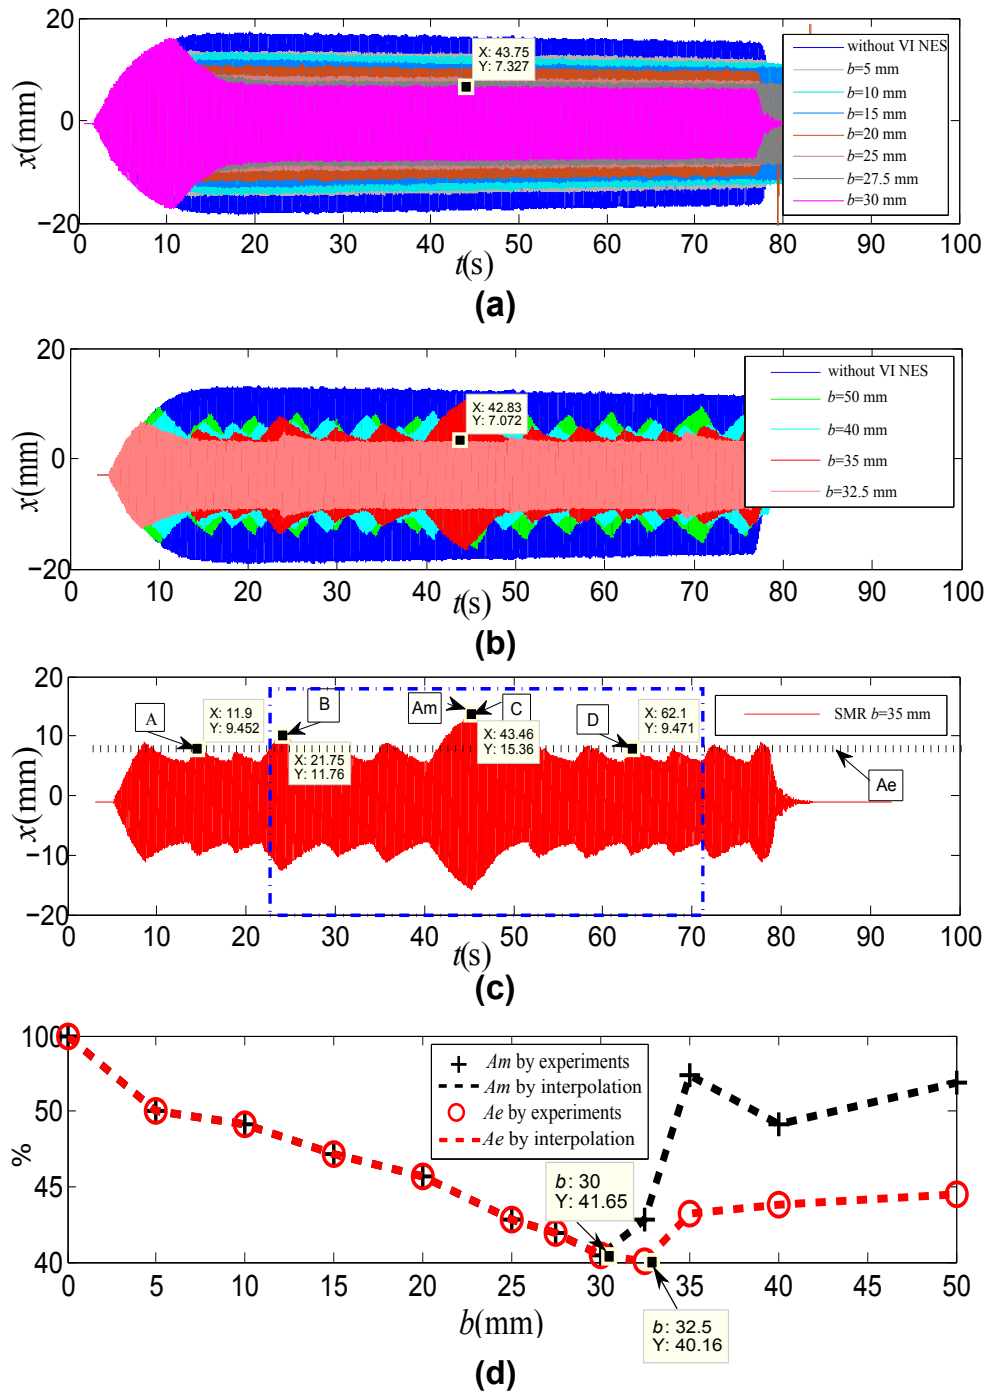 20
0
−20
x(mm)
X: 43.75
Y: 7.327
without VI NES
b=5 mm
b=10 mm
b=15 mm
b=20 mm
b=25 mm
b=27.5 mm
b=30 mm
0 10 20 30 40 50 60 70 80 90 100
t(s)
(a)
20
0
−20
x(mm)
X: 42.83
Y: 7.072
without VI NES
b=50 mm
b=40 mm
b=35 mm
b=32.5 mm
0 10 20 30 40 50 60 70 80 90 100
t(s)
(b)
20
10
0
−10
−20
x(mm)
A
X: 11.9
Y: 9.452
B
X: 21.75
Y: 11.76
Am
C
X: 43.46
Y: 15.36
D
X: 62.1
Y: 9.471
SMR b=35 mm
Ae
0 10 20 30 40 50 60 70 80 90 100
t(s)
(c)
100
50
45
40
%
Am by experiments
Am by interpolation
Ae by experiments
Ae by interpolation
b: 30
Y: 41.65
b: 32.5
Y: 40.16
0 5 10 15 20 25 30 35 40 50
b(mm)
(d)